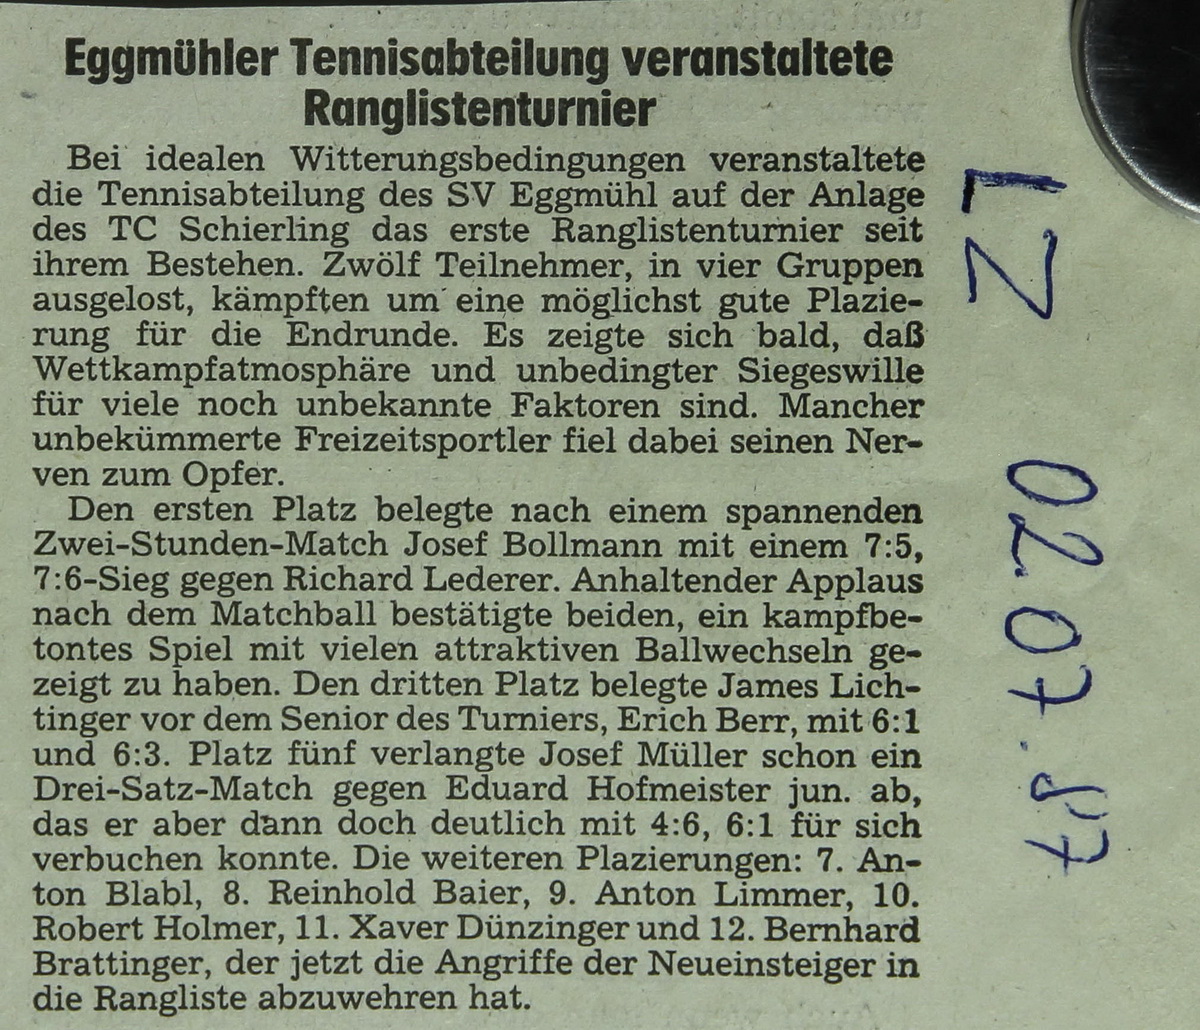 Eggmühler Tennisabteilung veranstaltete
Ranglistenturnier
Bei idealen Witterungsbedingungen veranstaltete
die Tennisabteilung des SV Eggmühl auf der Anlage
des TC Schierling das erste Ranglistenturnier seit
ihrem Bestehen. Zwölf Teilnehmer, in vier Gruppen
ausgelost, kämpften um eine möglichst gute Plazie-
rung für die Endrunde. Es zeigte sich bald, daß
Wettkampfatmosphäre und unbedingter Siegeswille
für viele noch unbekannte Faktoren sind. Mancher
unbekümmerte Freizeitsportler fiel dabei seinen Ner-
ven zum Opfer.
Den ersten Platz belegte nach einem spannenden
Zwei-Stunden-Match Josef Bollmann mit einem 7:5,
7:6-Sieg gegen Richard Lederer. Anhaltender Applaus
nach dem Matchball bestätigte beiden, ein kampfbe-
tontes Spiel mit vielen attraktiven Ballwechseln ge-
zeigt zu haben. Den dritten Platz belegte James Lich-
tinger vor dem Senior des Turniers, Erich Berr, mit 6:1
und 6:3. Platz fünf verlangte Josef Müller schon ein
Drei-Satz-Match gegen Eduard Hofmeister jun. ab,
das er aber dann doch deutlich mit 4:6, 6:1 für sich
verbuchen konnte. Die weiteren Plazierungen: 7. An-
ton Blabl, 8. Reinhold Baier, 9. Anton Limmer, 10.
Robert Holmer, 11. Xaver Dünzinger und 12. Bernhard
Brattinger, der jetzt die Angriffe der Neueinsteiger in
die Rangliste abzuwehren hat.
LZ 02.07.87